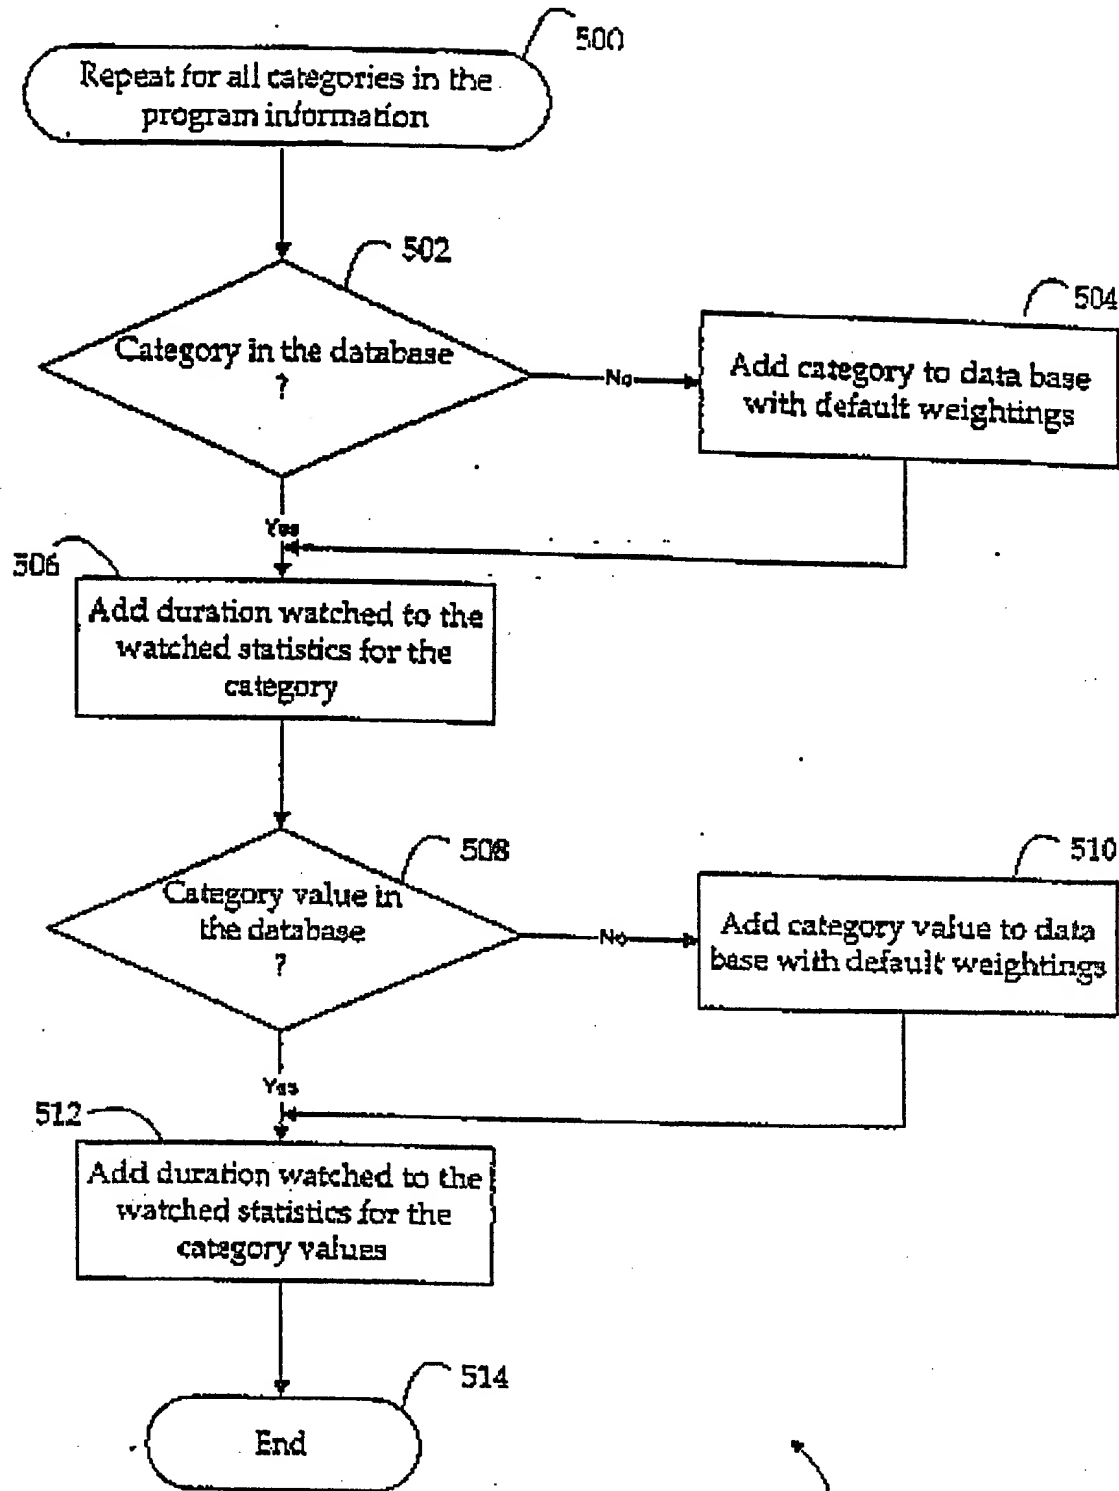 500
Repeat for all categories in the
program information
502
Category in the database
?
No
504
Add category to data base
with default weightings
Yes
506
Add duration watched to the
watched statistics for the
category
508
Category value in
the database
?
No
510
Add category value to data
base with default weightings
Yes
512
Add duration watched to the
watched statistics for the
category values
514
End